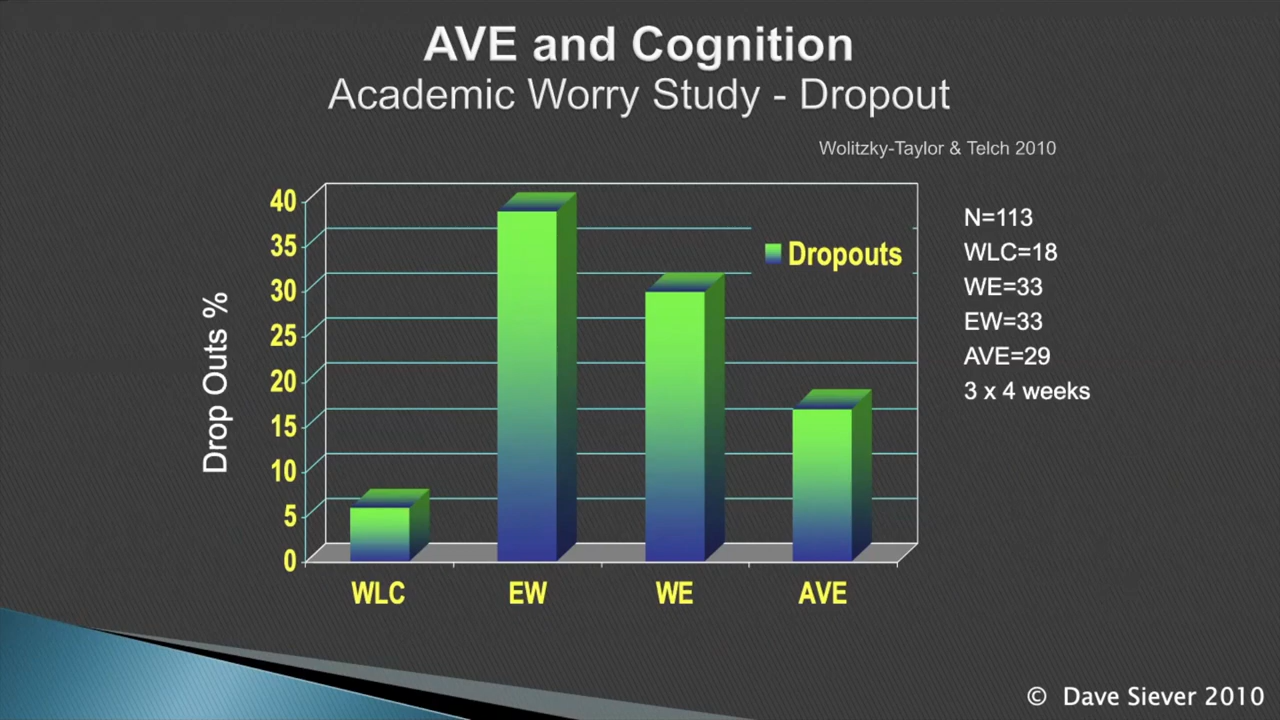 AVE and Cognition
Academic Worry Study - Dropout
Wolitzky-Taylor & Telch 2010
Drop Outs %
40
35
30
25
20
15
10
5
0
WLC EW WE AVE
Dropouts
N=113
WLC=18
WE=33
EW=33
AVE=29
3 x 4 weeks
© Dave Siever 2010